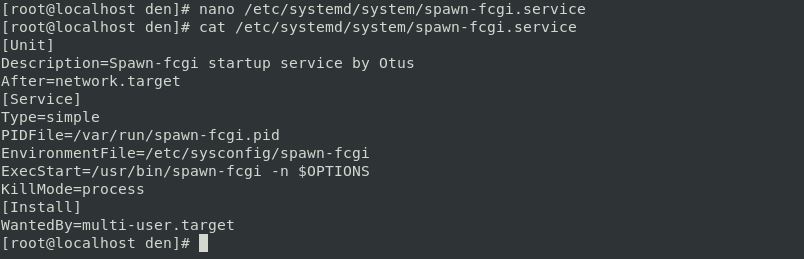 [root@localhost den]# nano /etc/systemd/system/spawn-fcgi.service
[root@localhost den]# cat /etc/systemd/system/spawn-fcgi.service
[Unit]
Description=Spawn-fcgi startup service by Otus
After=network.target
[Service]
Type=simple
PIDFile=/var/run/spawn-fcgi.pid
EnvironmentFile=/etc/sysconfig/spawn-fcgi
ExecStart=/usr/bin/spawn-fcgi -n $OPTIONS
KillMode=process
[Install]
WantedBy=multi-user.target
[root@localhost den]#